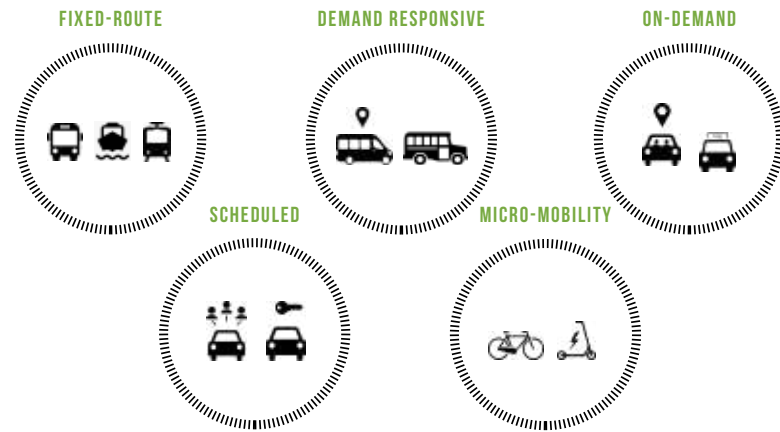 FIXED-ROUTE
DEMAND RESPONSIVE
ON-DEMAND
SCHEDULED
MICRO-MOBILITY